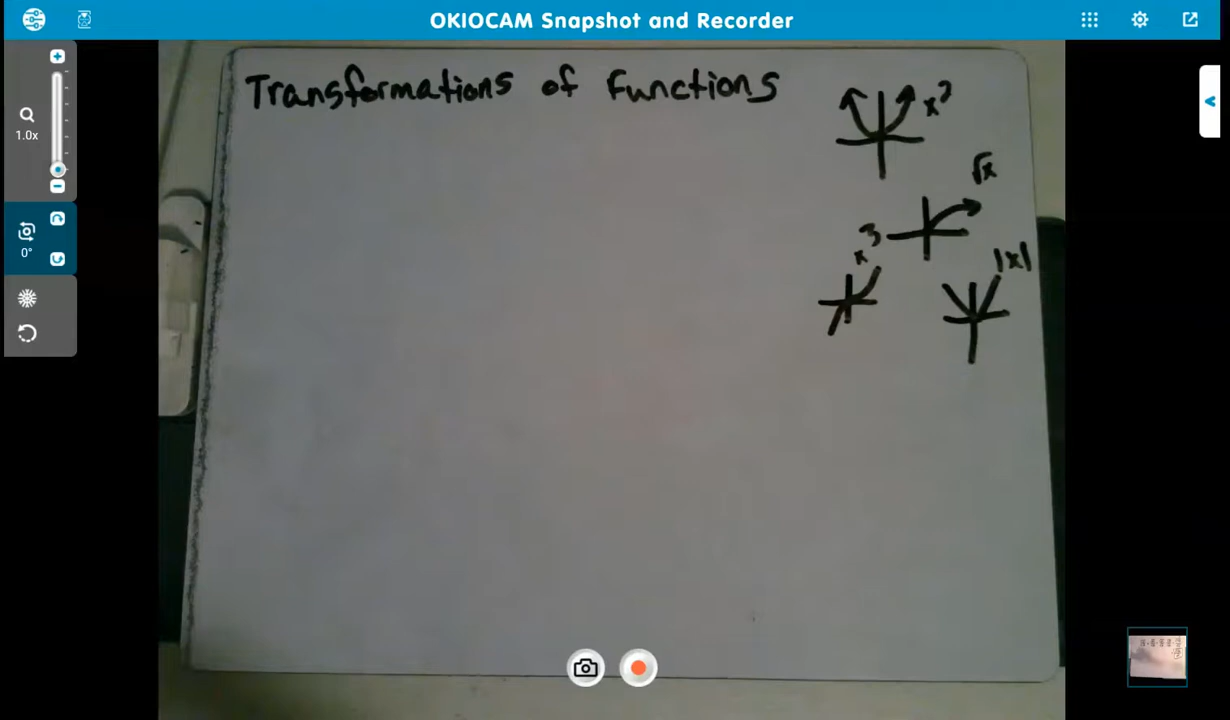 OKIOCAM Snapshot and Recorder
1.0x
0°
Transformations of Functions
x²
√x
x³
|x|